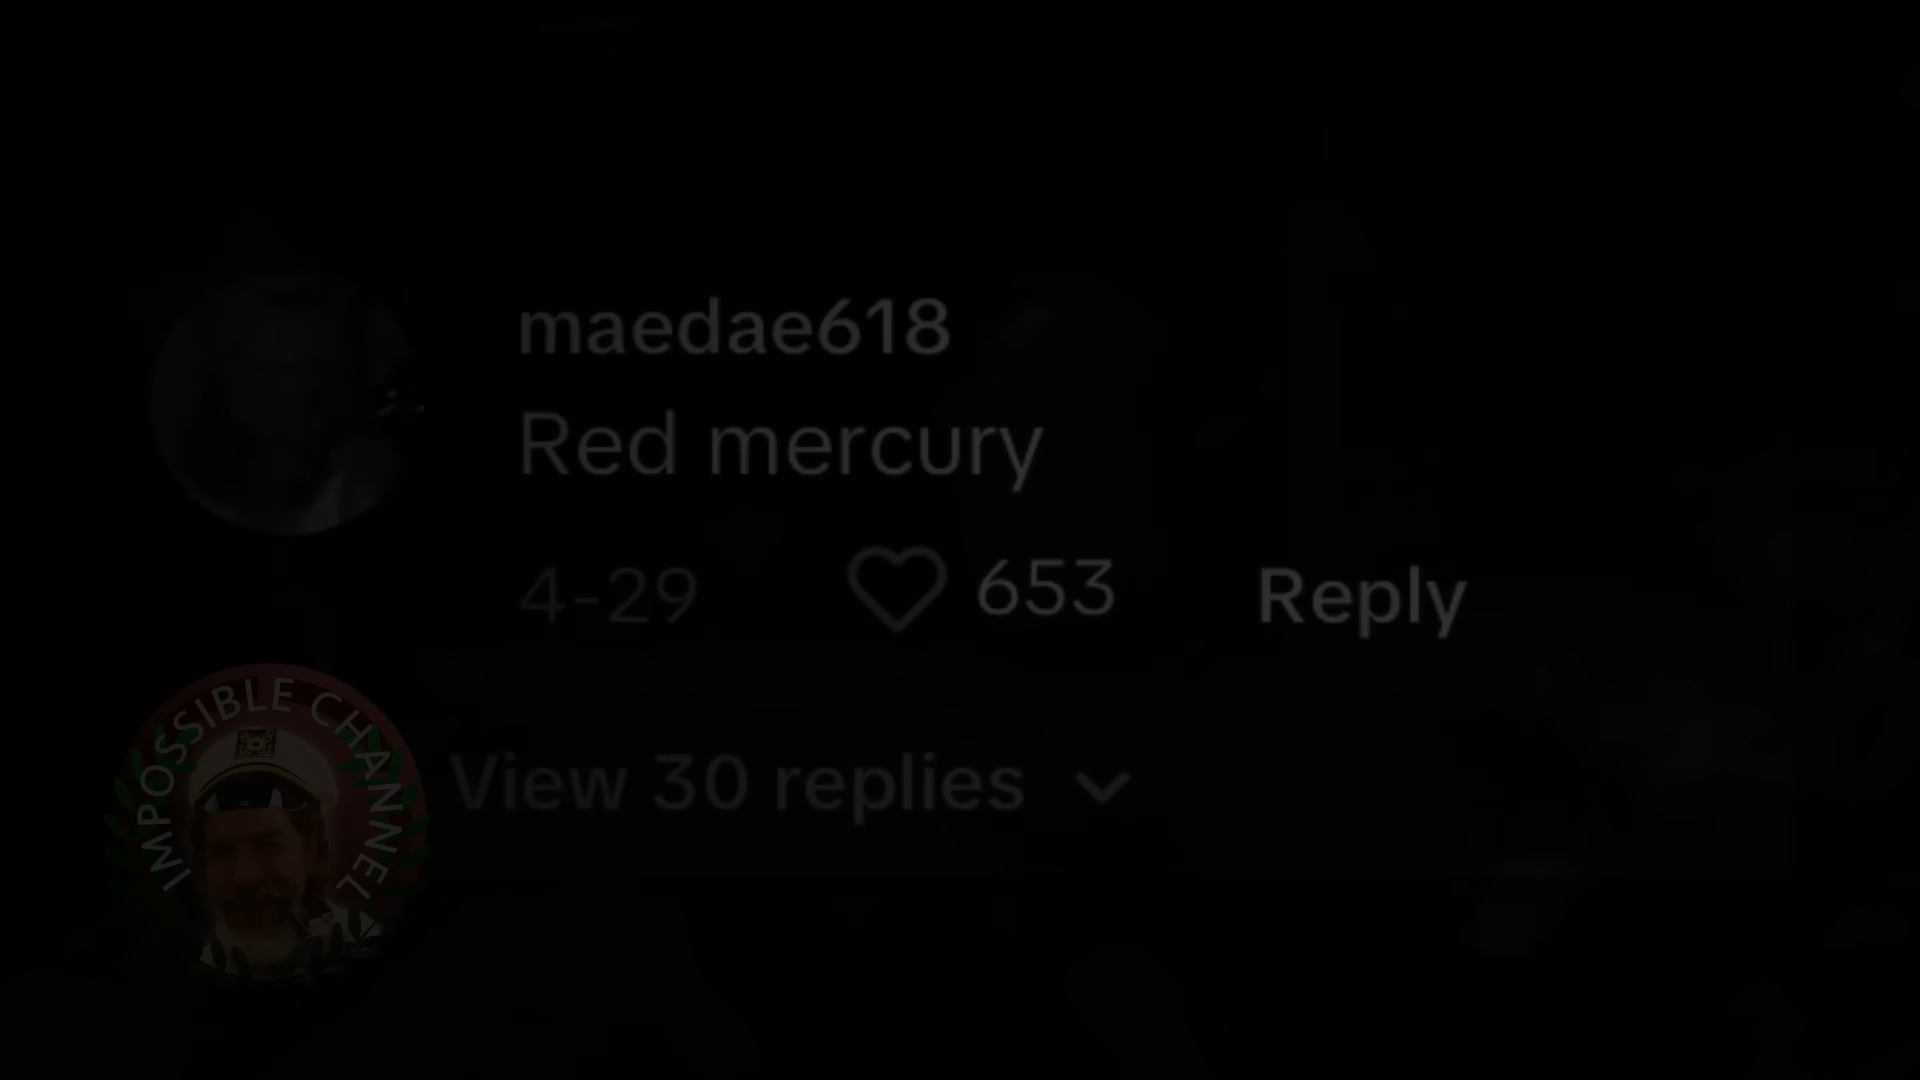 maedae618
Red mercury
4-29 653 Reply
IMPOSSIBLE CHANNEL
View 30 replies